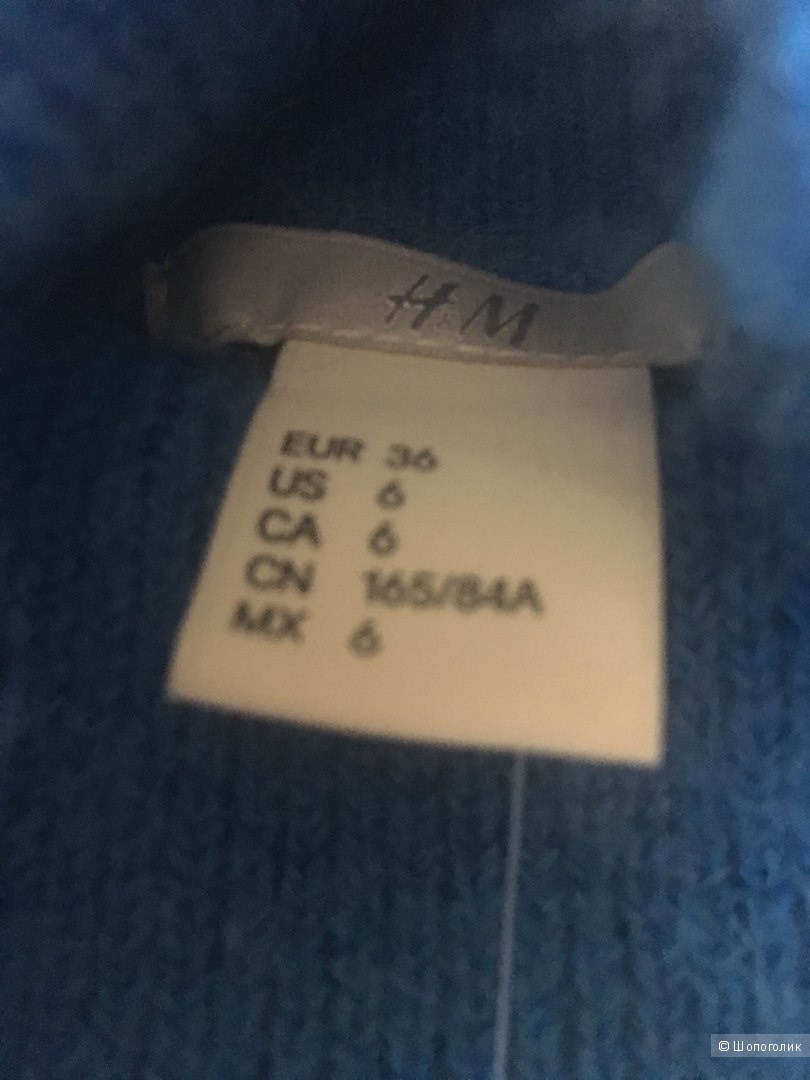 H&M
EUR 36
US 6
CA 6
CN 165/84A
MX 6
© Шопоголик